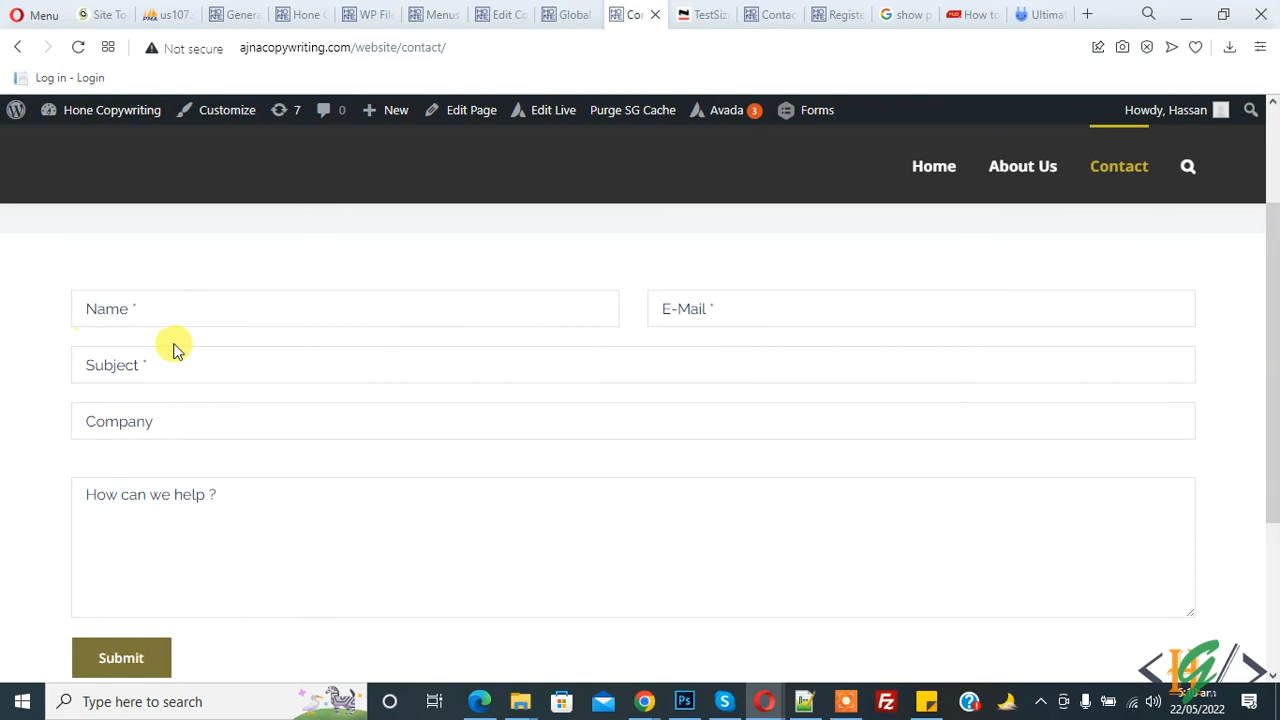 Menu
Site To
us107.
Genera
Hone C
WP File
Menus
Edit Co
Global
Co
TestSiz
Contac
Registe
show p
How to
Ultimat
Not secure ajnacopywriting.com/website/contact/
Log in - Login
Hone Copywriting Customize 7 0 New Edit Page Edit Live Purge SG Cache Avada 3 Forms Howdy, Hassan
Home About Us Contact
Name * E-Mail *
Subject *
Company
How can we help ?
Submit
Type here to search
22/05/2022